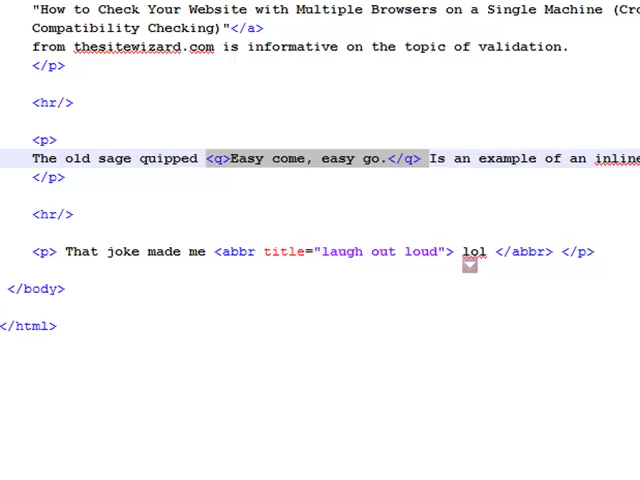 "How to Check Your Website with Multiple Browsers on a Single Machine (Cro
Compatibility Checking)"</a>
from thesitewizard.com is informative on the topic of validation.
</p>
<hr/>
<p>
The old sage quipped <q>Easy come, easy go.</q> Is an example of an inline
</p>
<hr/>
<p> That joke made me <abbr title="laugh out loud"> lol </abbr> </p>
</body>
</html>